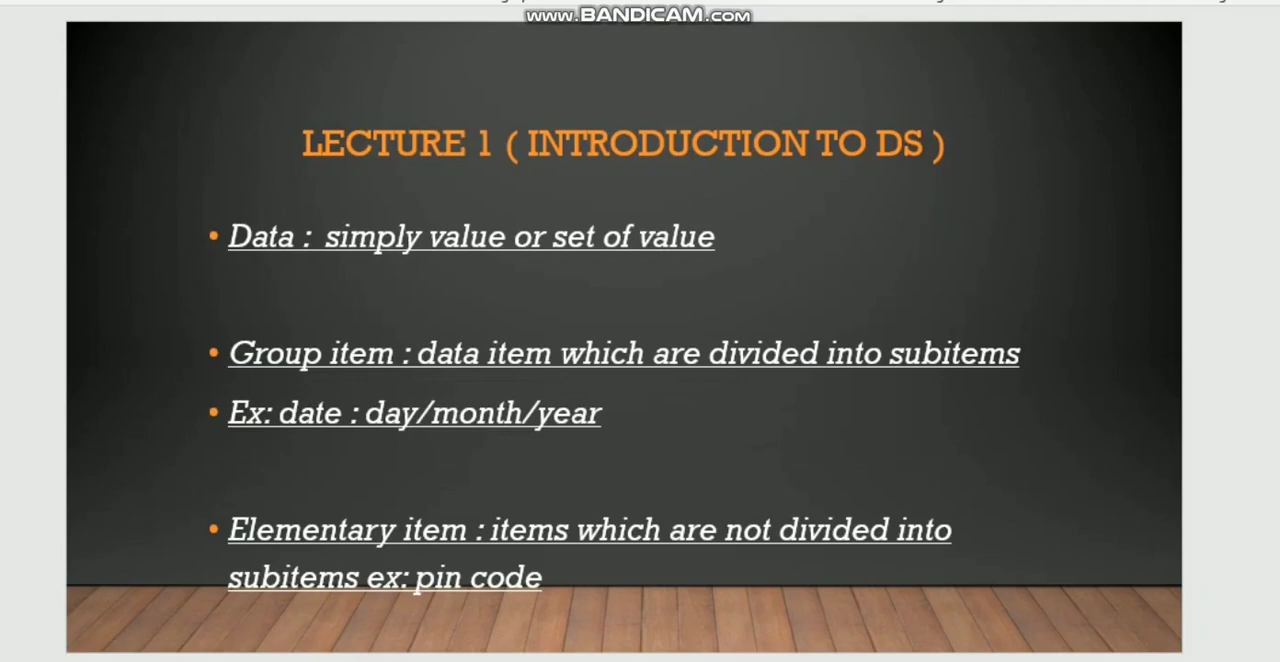 www.BANDICAM.com
LECTURE 1 ( INTRODUCTION TO DS )
• Data : simply value or set of value
• Group item : data item which are divided into subitems
• Ex: date : day/month/year
• Elementary item : items which are not divided into
subitems ex: pin code